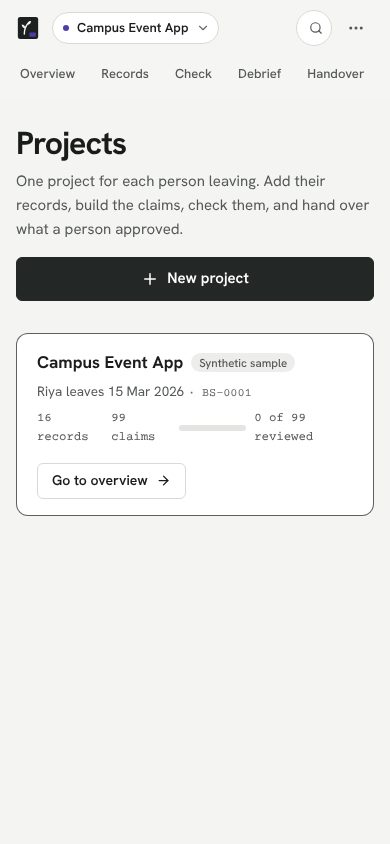 Campus Event App
Overview Records Check Debrief Handover
Projects
One project for each person leaving. Add their
records, build the claims, check them, and hand over
what a person approved.
New project
Campus Event App Synthetic sample
Riya leaves 15 Mar 2026 · BS-0001
16 records
99 claims
0 of 99 reviewed
Go to overview